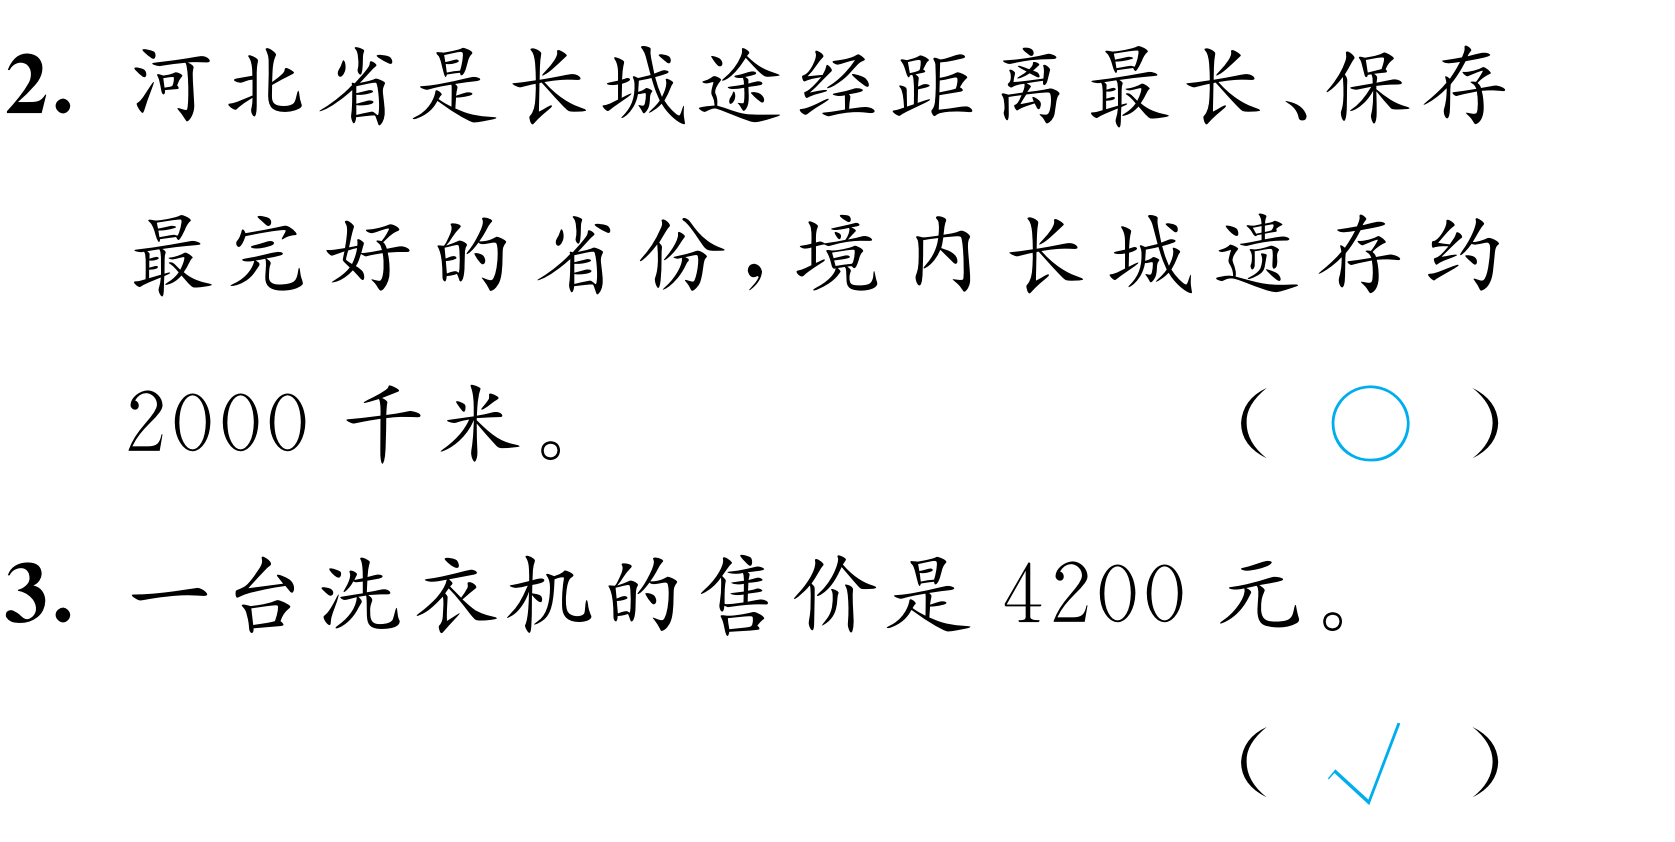 2. 河北省是长城途经距离最长、保存
最完好的省份，境内长城遗存约
2000 千米。 （ ○ ）
3. 一台洗衣机的售价是 4200 元。
（ √ ）